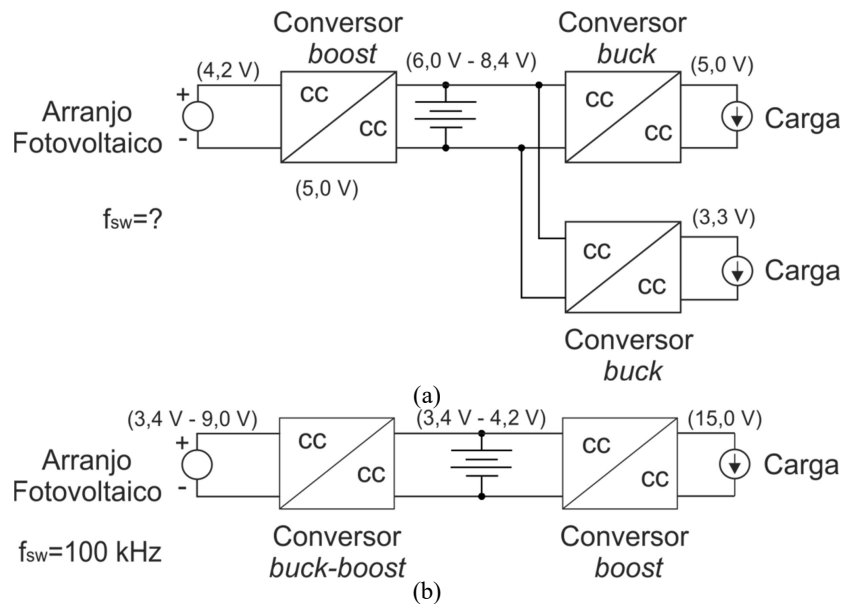 Conversor Conversor
boost buck
(4,2 V) (6,0 V - 8,4 V) (5,0 V)
+ CC CC
Arranjo
Fotovoltaico - CC CC Carga
(5,0 V)
fsw=?
(3,3 V)
CC
CC Carga
Conversor
buck
(a)
(3,4 V - 9,0 V) (3,4 V - 4,2 V) (15,0 V)
+ CC CC
Arranjo
Fotovoltaico - CC CC Carga
fsw=100 kHz
Conversor Conversor
buck-boost boost
(b)